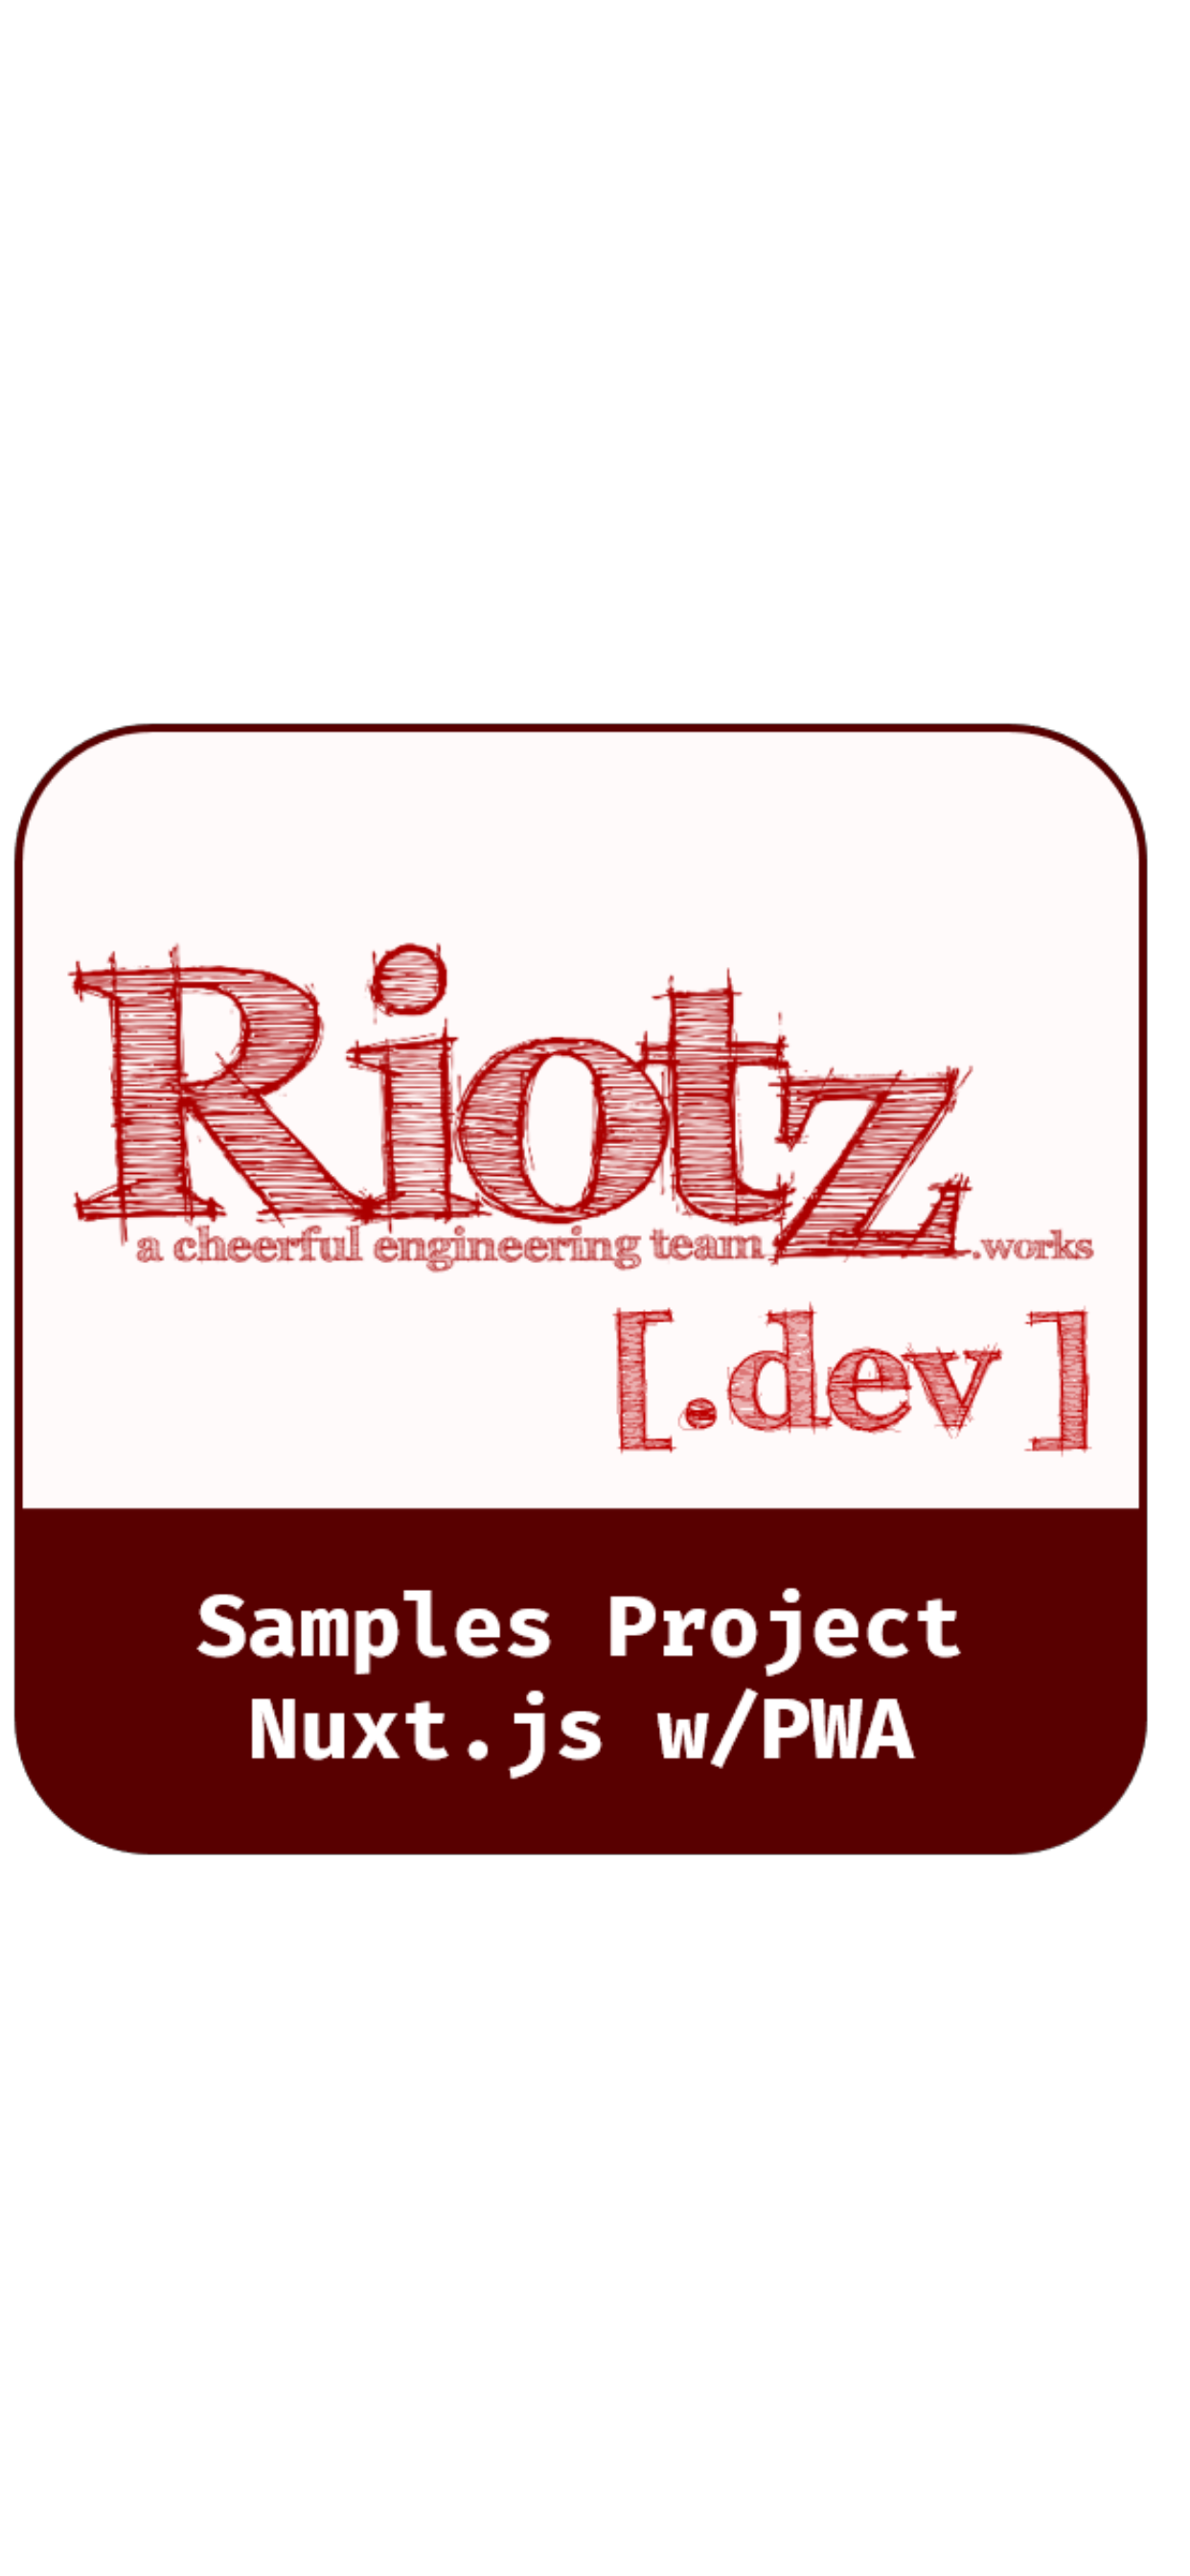 Riotz
a cheerful engineering team .works
[.dev ]
Samples Project
Nuxt.js w/PWA